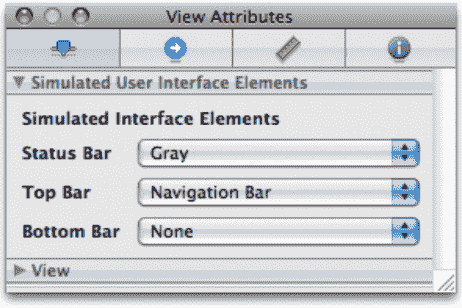 View Attributes
Simulated User Interface Elements
Simulated Interface Elements
Status Bar Gray
Top Bar Navigation Bar
Bottom Bar None
View